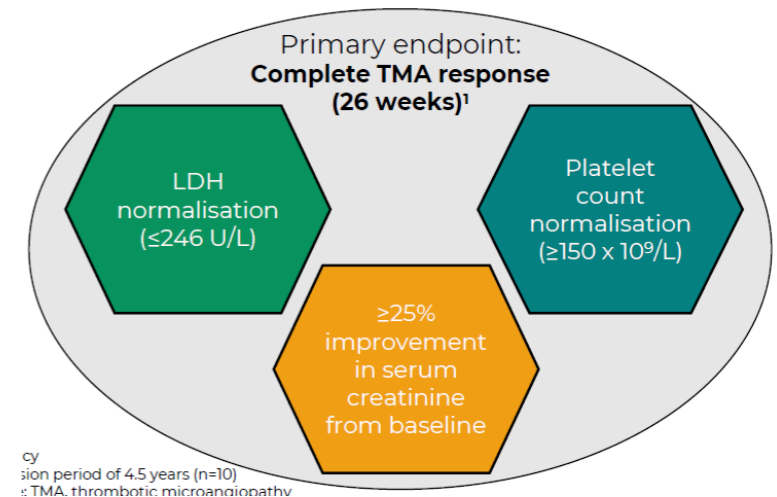 Primary endpoint:
Complete TMA response
(26 weeks)¹
LDH
normalisation
(≤246 U/L)
Platelet
count
normalisation
(≥150 x 10⁹/L)
≥25%
improvement
in serum
creatinine
from baseline
cy
sion period of 4.5 years (n=10)
: TMA, thrombotic microangiopathy